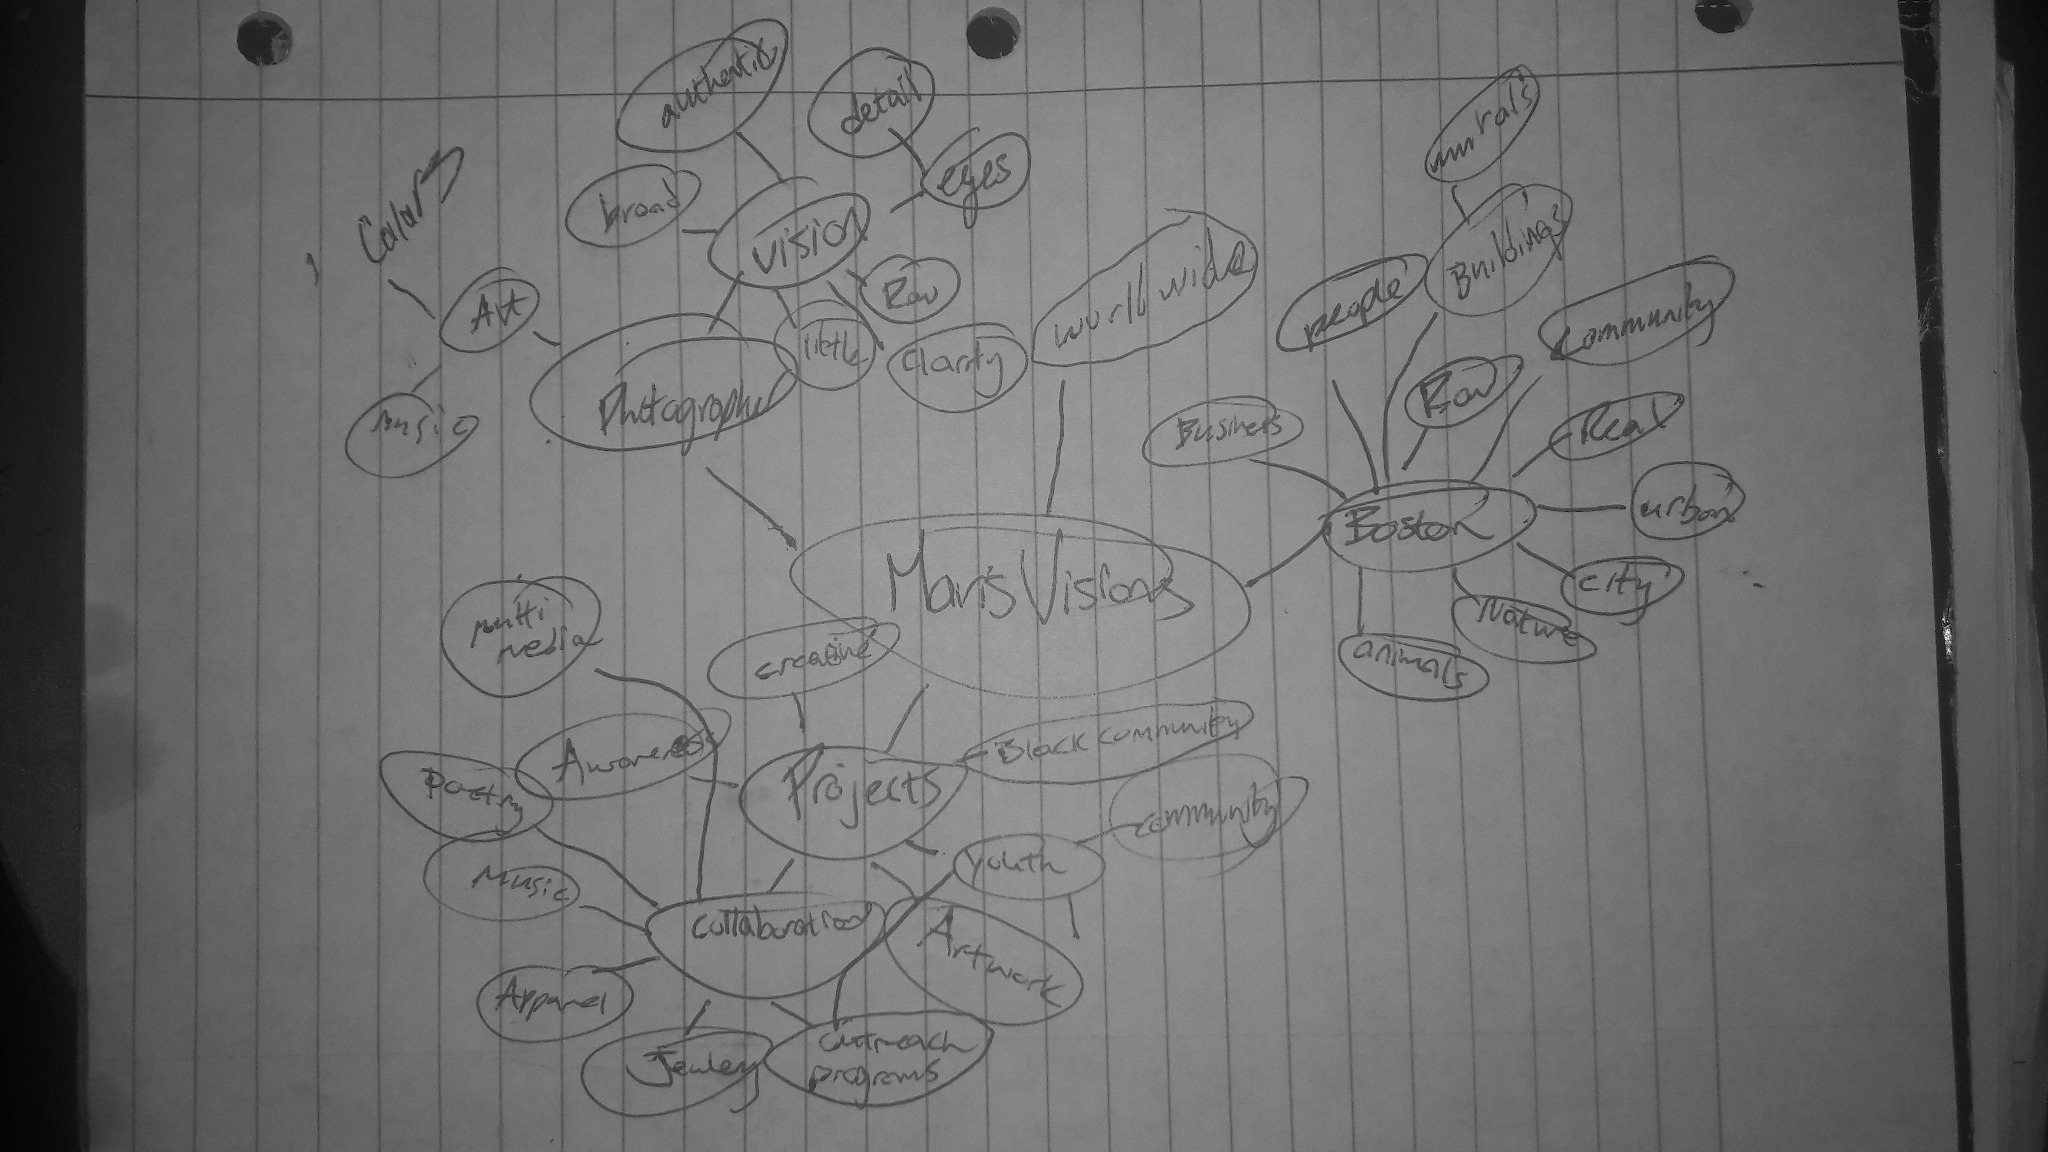 authentic
detail
murals
eyes
Colors
broad
vision
Buildings
Art
Raw
world wide
people
Community
Photography
Clarity
Raw
Music
Business
Real
Boston
urban
Mari's Visions
city
Multi
Media
creative
Nature
animals
Black community
Awareness
Projects
Poetry
community
Music
youth
Collaboration
Artwork
Apparel
outreach
programs
Jewlery